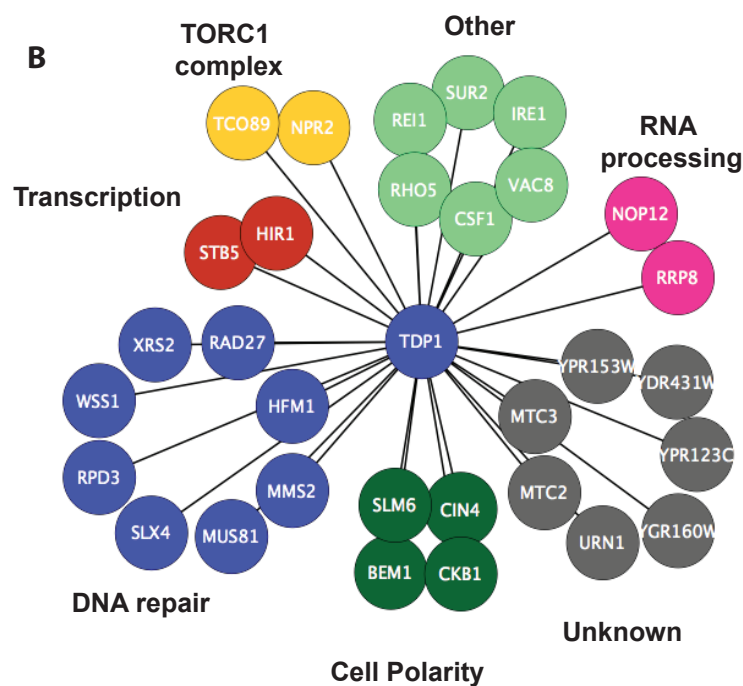 B
TORC1
complex
Other
RNA
processing
Transcription
TCO89
NPR2
REI1
SUR2
IRE1
RHO5
CSF1
VAC8
NOP12
RRP8
STB5
HIR1
XRS2
RAD27
TDP1
WSS1
HFM1
RPD3
MMS2
SLX4
MUS81
YPR153W
YDR431W
MTC3
YPR123C
MTC2
URN1
YGR160W
SLM6
CIN4
BEM1
CKB1
DNA repair
Unknown
Cell Polarity